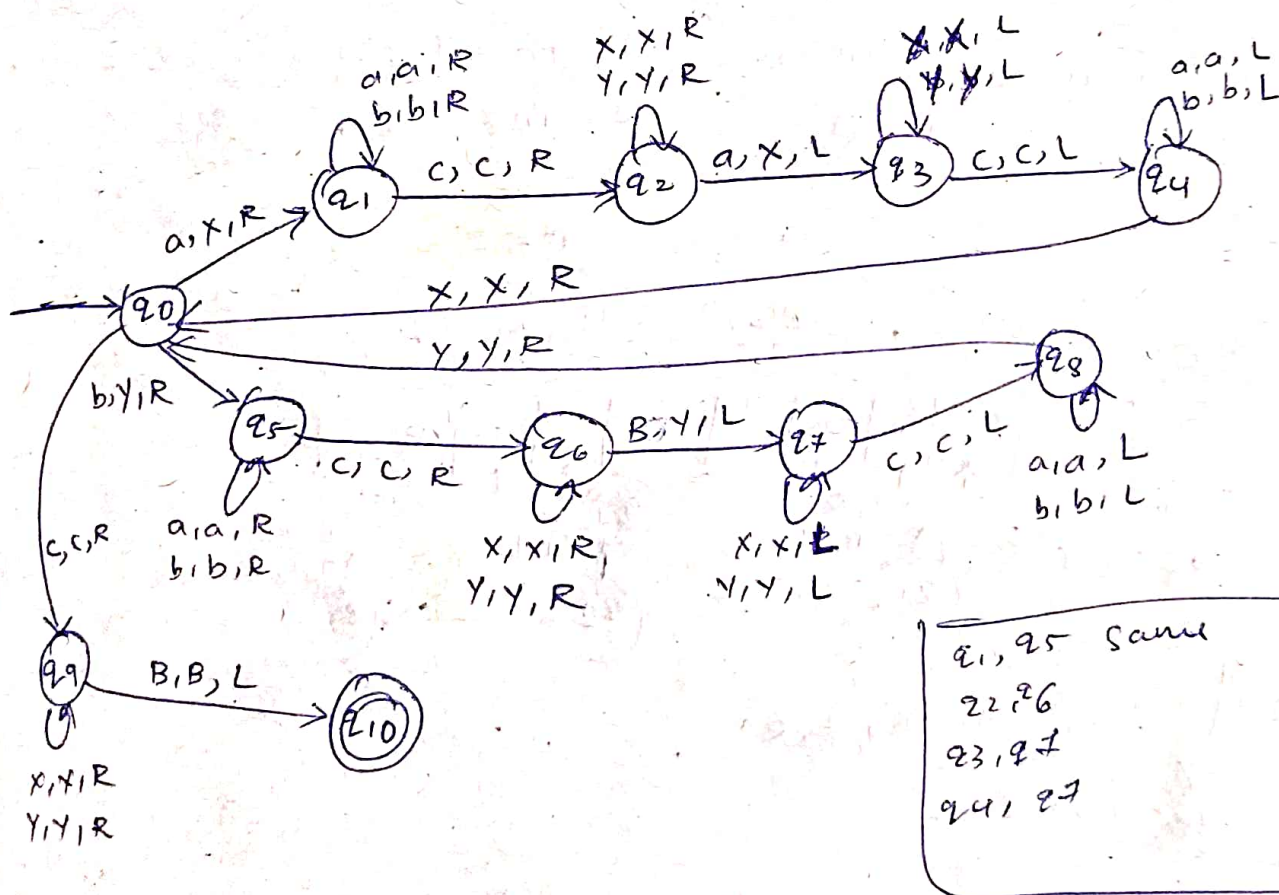 a, a, R
b, b, R
X, X, R
Y, Y, R
X, X, L
Y, Y, L
a, a, L
b, b, L
q1
c, c, R
q2
a, X, L
q3
c, c, L
q4
a, X, R
q0
X, X, R
Y, Y, R
q8
b, Y, R
q5
c, c, R
q6
B, Y, L
q7
c, c, L
a, a, L
b, b, L
a, a, R
b, b, R
X, X, R,
Y, Y, R
X, X, L
Y, Y, L
c, c, R
q9
B, B, L
q10
X, X, R
Y, Y, R
q1, q5 same
q2, q6
q3, q7
q4, q7